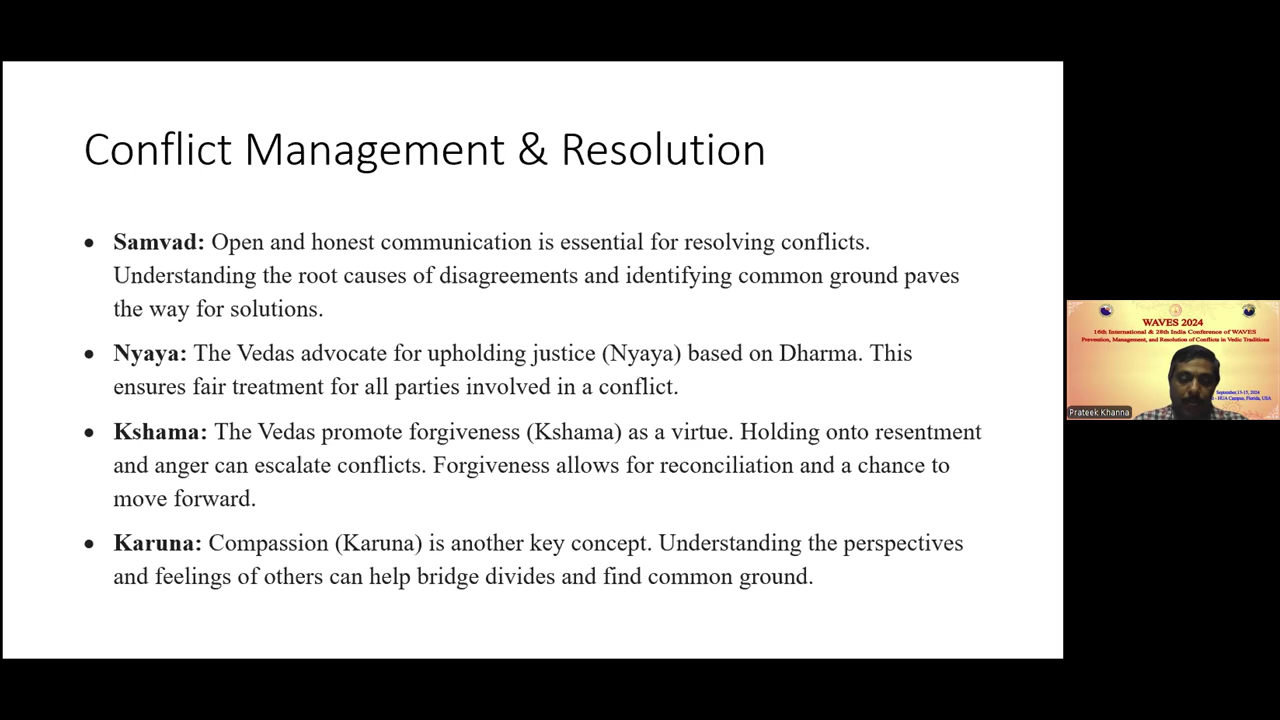 Conflict Management & Resolution
• Samvad: Open and honest communication is essential for resolving conflicts.
Understanding the root causes of disagreements and identifying common ground paves
the way for solutions.
• Nyaya: The Vedas advocate for upholding justice (Nyaya) based on Dharma. This
ensures fair treatment for all parties involved in a conflict.
• Kshama: The Vedas promote forgiveness (Kshama) as a virtue. Holding onto resentment
and anger can escalate conflicts. Forgiveness allows for reconciliation and a chance to
move forward.
• Karuna: Compassion (Karuna) is another key concept. Understanding the perspectives
and feelings of others can help bridge divides and find common ground.
WAVES 2024
16th International & 28th India Conference of WAVES
Prevention, Management, and Resolution of Conflicts in Vedic Traditions
September,13-15, 2024
- HUA Campus, Florida, USA
Prateek Khanna